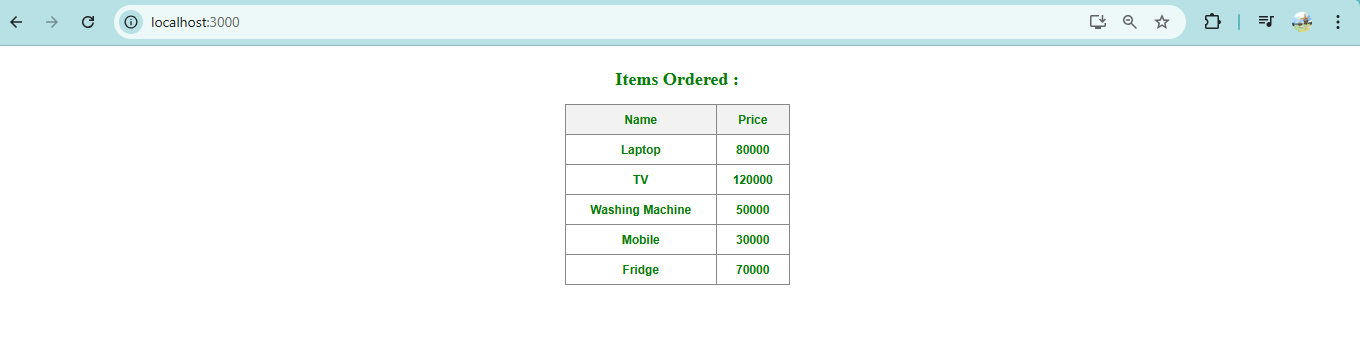 localhost:3000
Items Ordered :
Name Price
Laptop 80000
TV 120000
Washing Machine 50000
Mobile 30000
Fridge 70000